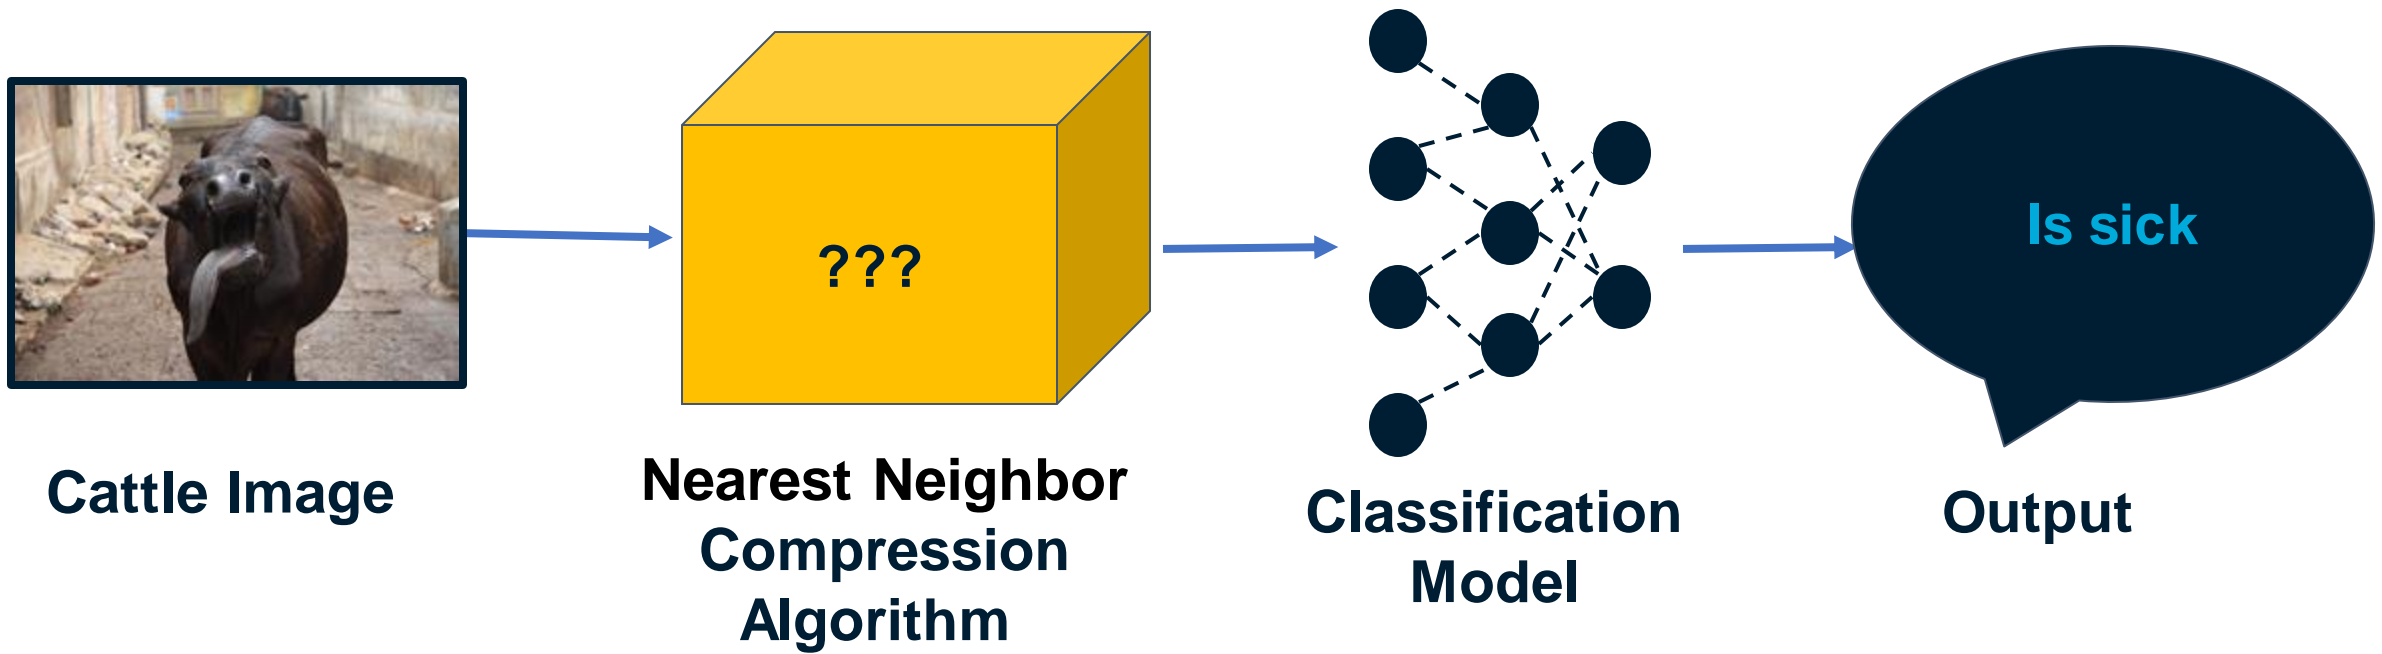 Cattle Image
???
Nearest Neighbor
Compression
Algorithm
Classification
Model
Is sick
Output